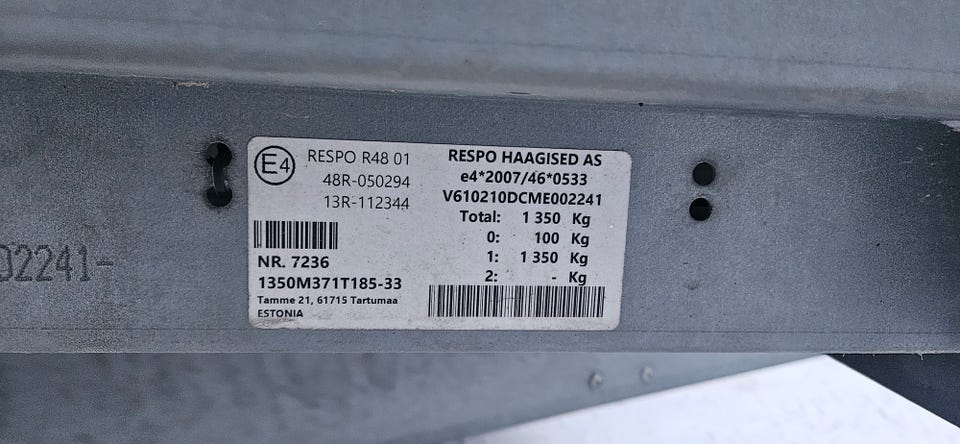 E4
RESPO R48 01
48R-050294
13R-112344
NR. 7236
1350M371T185-33
Tamme 21, 61715 Tartumaa
ESTONIA
RESPO HAAGISED AS
e4*2007/46*0533
V610210DCME002241
Total: 1 350 Kg
0: 100 Kg
1: 1 350 Kg
2: - Kg
02241-